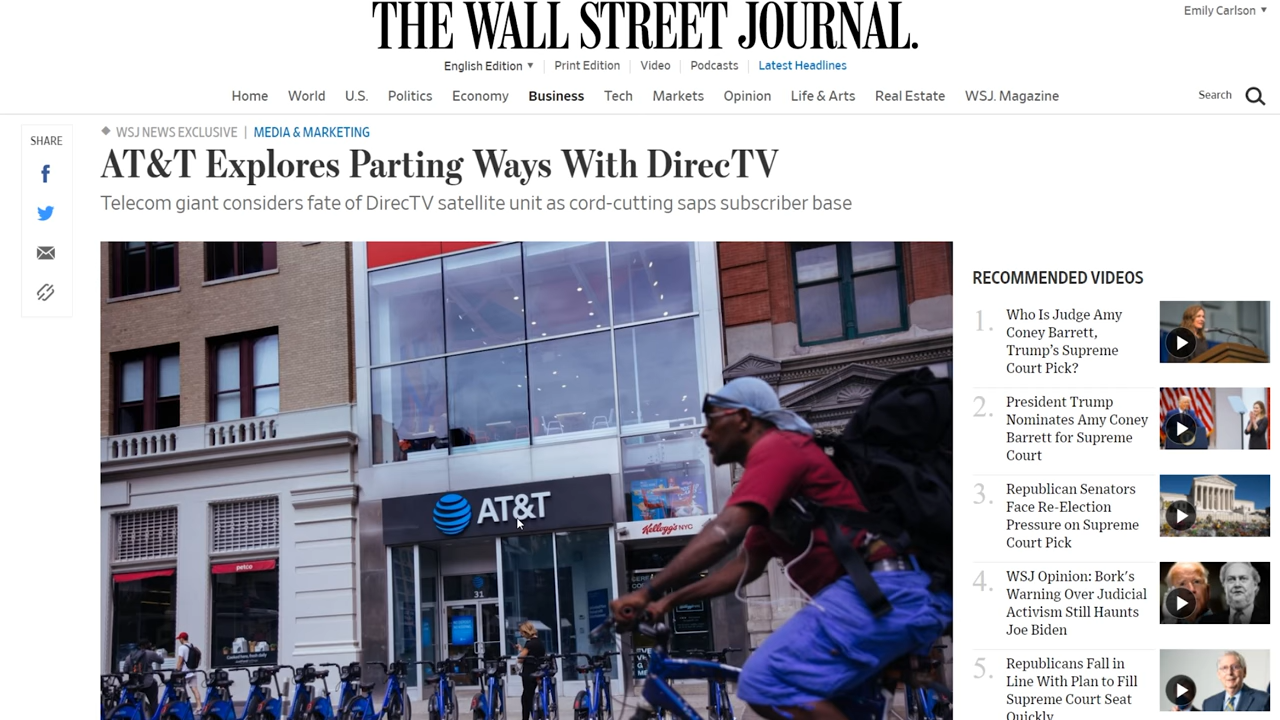 THE WALL STREET JOURNAL.
Emily Carlson
English Edition
Print Edition
Video
Podcasts
Latest Headlines
Home
World
U.S.
Politics
Economy
Business
Tech
Markets
Opinion
Life & Arts
Real Estate
WSJ. Magazine
Search
SHARE
WSJ NEWS EXCLUSIVE | MEDIA & MARKETING
AT&T Explores Parting Ways With DirecTV
Telecom giant considers fate of DirecTV satellite unit as cord-cutting saps subscriber base
AT&T
Kellogg's NYC
petco
31
RECOMMENDED VIDEOS
1. Who Is Judge Amy
Coney Barrett,
Trump's Supreme
Court Pick?
2. President Trump
Nominates Amy Coney
Barrett for Supreme
Court
3. Republican Senators
Face Re-Election
Pressure on Supreme
Court Pick
4. WSJ Opinion: Bork's
Warning Over Judicial
Activism Still Haunts
Joe Biden
5. Republicans Fall in
Line With Plan to Fill
Supreme Court Seat
Quickly